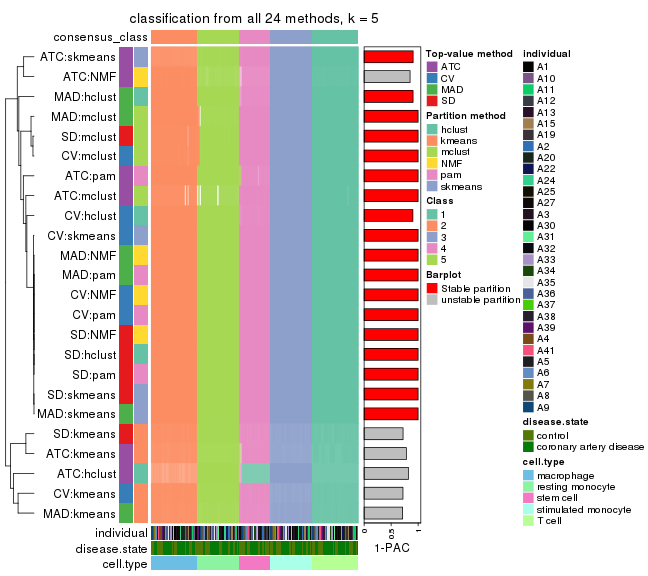 classification from all 24 methods, k = 5
consensus_class
ATC:skmeans
ATC:NMF
MAD:hclust
MAD:mclust
SD:mclust
CV:mclust
ATC:pam
ATC:mclust
CV:hclust
CV:skmeans
MAD:NMF
MAD:pam
CV:NMF
CV:pam
SD:NMF
SD:hclust
SD:pam
SD:skmeans
MAD:skmeans
SD:kmeans
ATC:kmeans
ATC:hclust
CV:kmeans
MAD:kmeans
individual
disease.state
cell.type
0 0.5 1
1-PAC
Top-value method
ATC
CV
MAD
SD
Partition method
hclust
kmeans
mclust
NMF
pam
skmeans
Class
1
2
3
4
5
Barplot
Stable partition
unstable partition
individual
A1
A10
A11
A12
A13
A15
A19
A2
A20
A22
A24
A25
A27
A3
A30
A31
A32
A33
A34
A35
A36
A37
A38
A39
A4
A41
A5
A6
A7
A8
A9
disease.state
control
coronary artery disease
cell.type
macrophage
resting monocyte
stem cell
stimulated monocyte
T cell